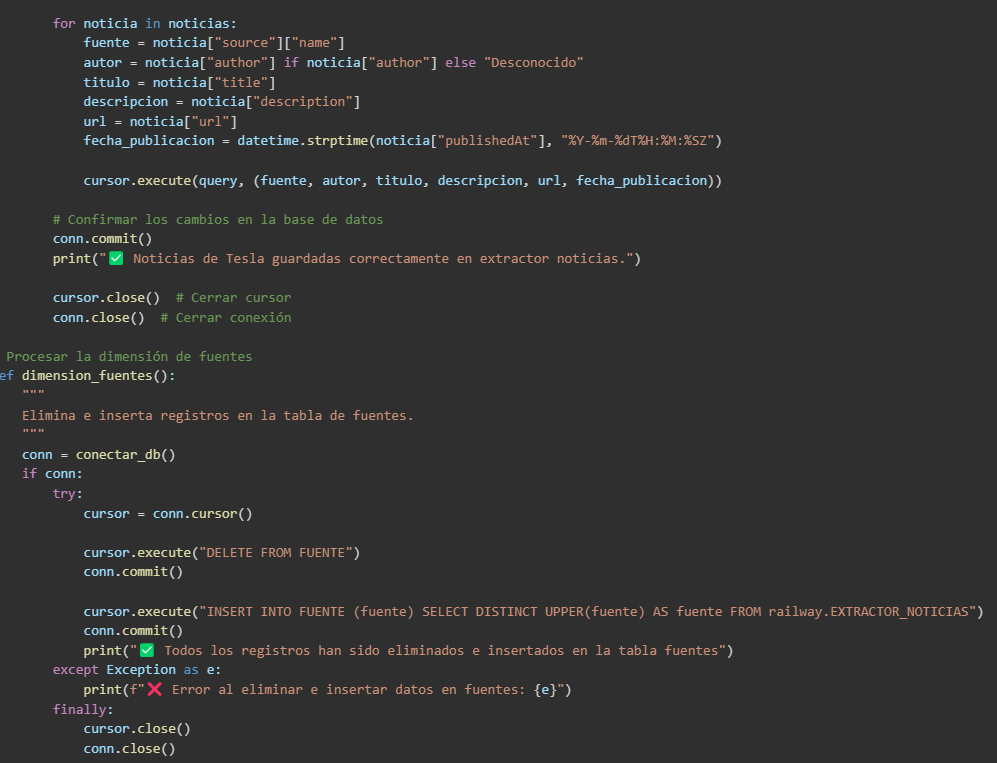 for noticia in noticias:
fuente = noticia["source"]["name"]
autor = noticia["author"] if noticia["author"] else "Desconocido"
titulo = noticia["title"]
descripcion = noticia["description"]
url = noticia["url"]
fecha_publicacion = datetime.strptime(noticia["publishedAt"], "%Y-%m-%dT%H:%M:%SZ")
cursor.execute(query, (fuente, autor, titulo, descripcion, url, fecha_publicacion))
# Confirmar los cambios en la base de datos
conn.commit()
print("✅ Noticias de Tesla guardadas correctamente en extractor noticias.")
cursor.close()  # Cerrar cursor
conn.close()  # Cerrar conexión
Procesar la dimensión de fuentes
ef dimension_fuentes():
"""
Elimina e inserta registros en la tabla de fuentes.
"""
conn = conectar_db()
if conn:
try:
cursor = conn.cursor()
cursor.execute("DELETE FROM FUENTE")
conn.commit()
cursor.execute("INSERT INTO FUENTE (fuente) SELECT DISTINCT UPPER(fuente) AS fuente FROM railway.EXTRACTOR_NOTICIAS")
conn.commit()
print("✅ Todos los registros han sido eliminados e insertados en la tabla fuentes")
except Exception as e:
print(f"❌ Error al eliminar e insertar datos en fuentes: {e}")
finally:
cursor.close()
conn.close()